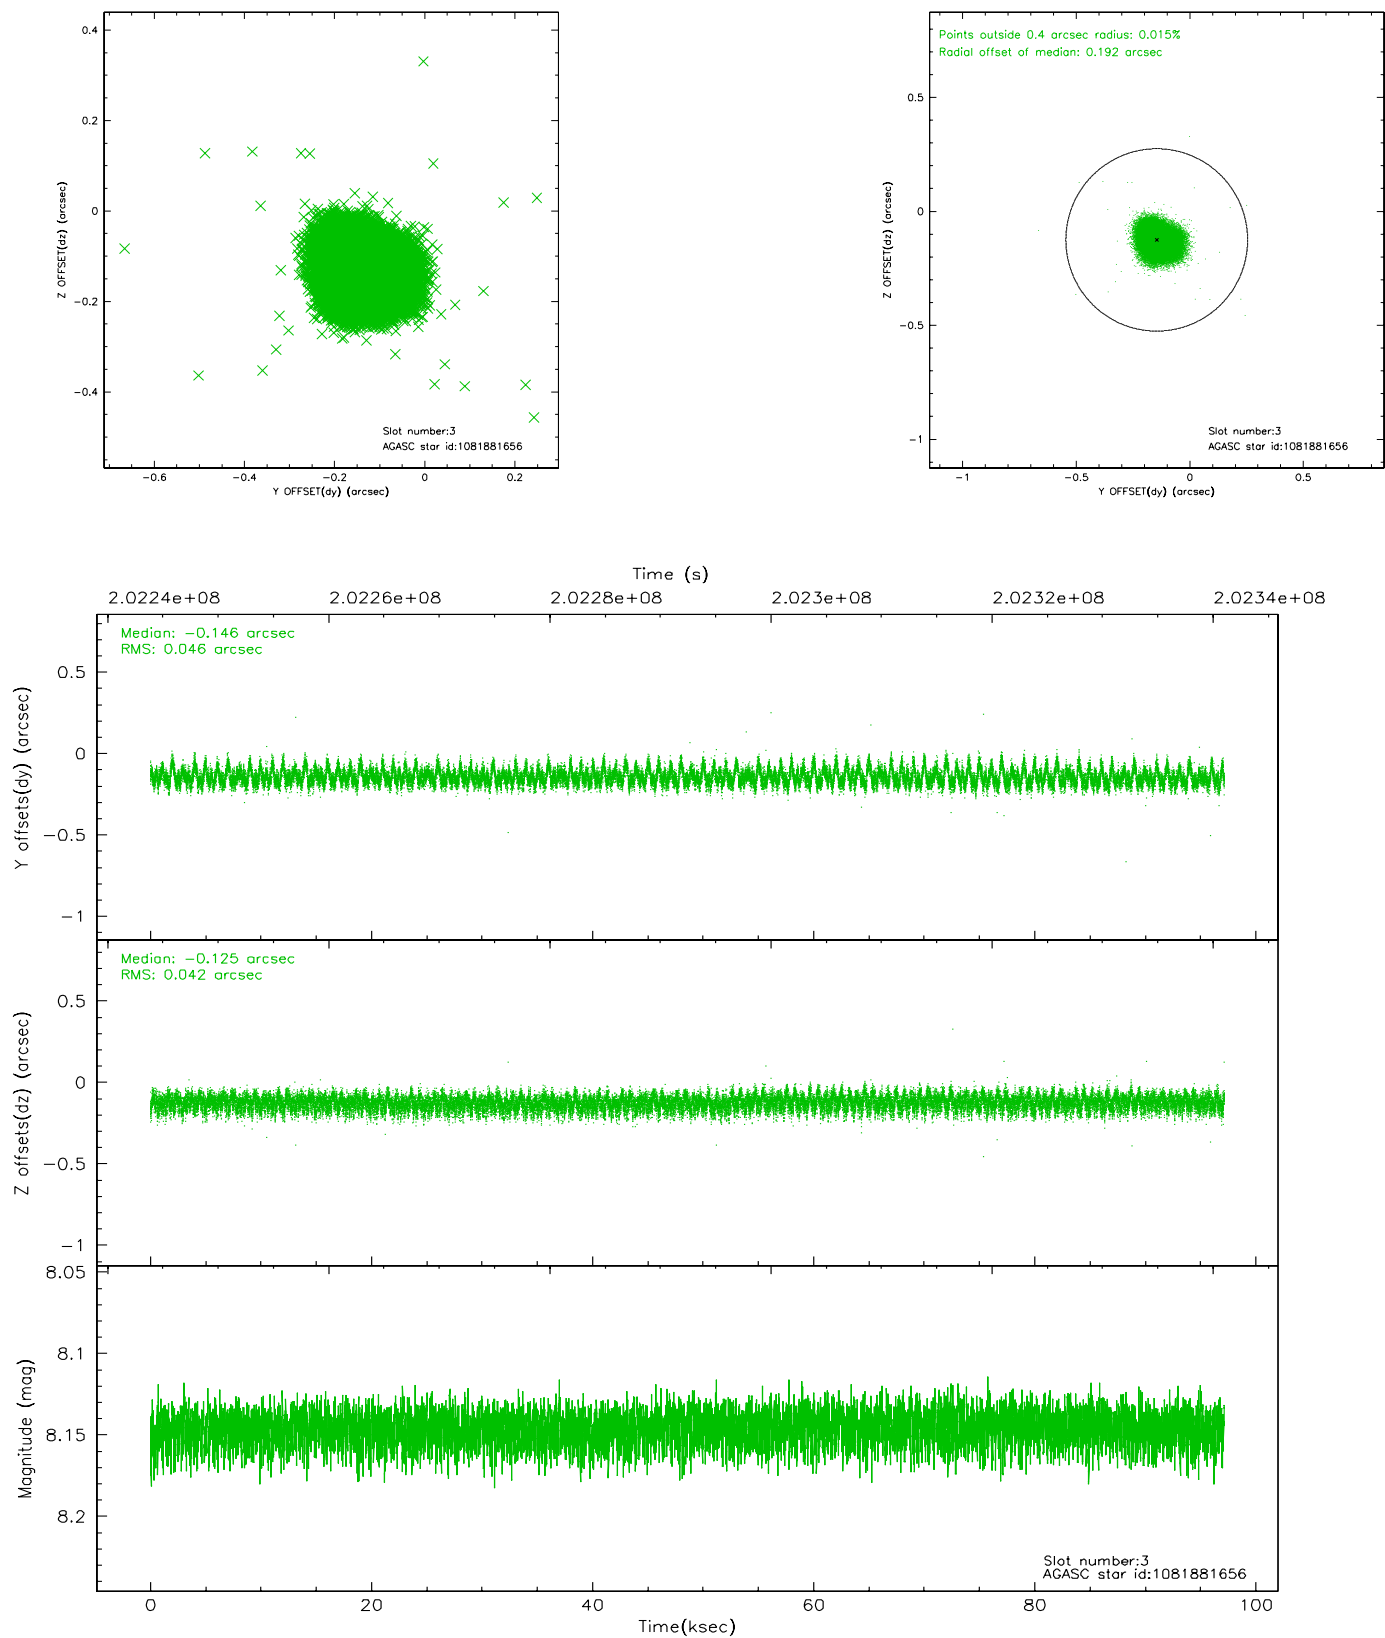 0.4
0.2
0
−0.2
−0.4
Z OFFSET(dz) (arcsec)
Slot number:3
AGASC star id:1081881656
−0.6
−0.4
−0.2
0
0.2
Y OFFSET(dy) (arcsec)
Points outside 0.4 arcsec radius: 0.015%
Radial offset of median: 0.192 arcsec
0.5
0
−0.5
−1
Z OFFSET(dz) (arcsec)
Slot number:3
AGASC star id:1081881656
−1
−0.5
0
0.5
Y OFFSET(dy) (arcsec)
Time (s)
2.0224e+08
2.0226e+08
2.0228e+08
2.023e+08
2.0232e+08
2.0234e+08
Median: −0.146 arcsec
RMS: 0.046 arcsec
0.5
0
−0.5
−1
Y offsets(dy) (arcsec)
Median: −0.125 arcsec
RMS: 0.042 arcsec
0.5
0
−0.5
−1
Z offsets(dz) (arcsec)
8.05
8.1
8.15
8.2
Magnitude (mag)
Slot number:3
AGASC star id:1081881656
0
20
40
60
80
100
Time(ksec)